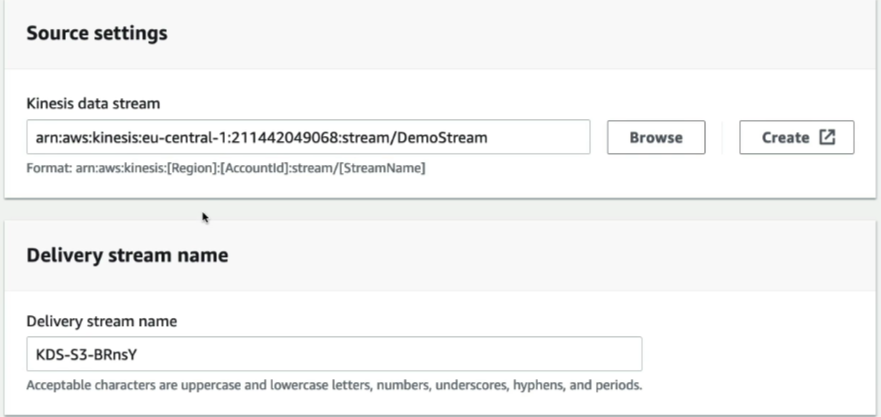 Source settings
Kinesis data stream
arn:aws:kinesis:eu-central-1:211442049068:stream/DemoStream
Browse
Create
Format: arn:aws:kinesis:[Region]:[AccountId]:stream/[StreamName]
Delivery stream name
Delivery stream name
KDS-S3-BRnsY
Acceptable characters are uppercase and lowercase letters, numbers, underscores, hyphens, and periods.